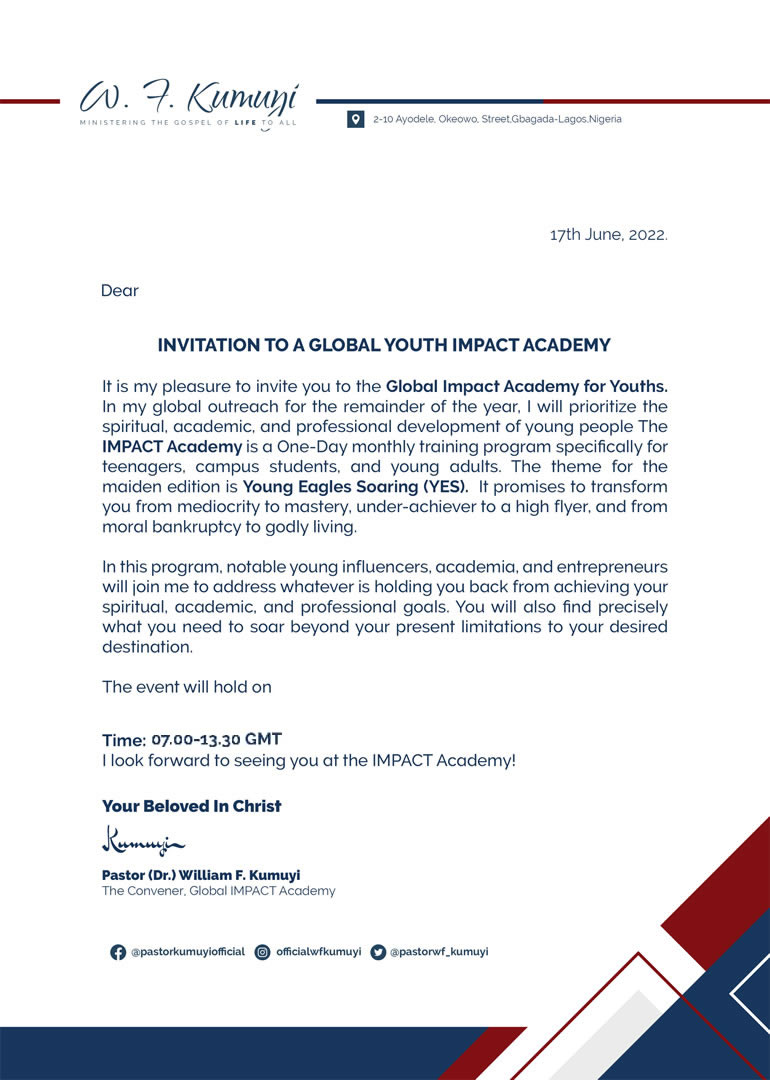 W. F. Kumuyi
MINISTERING THE GOSPEL OF LIFE TO ALL
2-10 Ayodele, Okeowo, Street,Gbagada-Lagos,Nigeria
17th June, 2022.
Dear
INVITATION TO A GLOBAL YOUTH IMPACT ACADEMY
It is my pleasure to invite you to the Global Impact Academy for Youths.
In my global outreach for the remainder of the year, I will prioritize the
spiritual, academic, and professional development of young people The
IMPACT Academy is a One-Day monthly training program specifically for
teenagers, campus students, and young adults. The theme for the
maiden edition is Young Eagles Soaring (YES). It promises to transform
you from mediocrity to mastery, under-achiever to a high flyer, and from
moral bankruptcy to godly living.
In this program, notable young influencers, academia, and entrepreneurs
will join me to address whatever is holding you back from achieving your
spiritual, academic, and professional goals. You will also find precisely
what you need to soar beyond your present limitations to your desired
destination.
The event will hold on
Time: 07.00-13.30 GMT
I look forward to seeing you at the IMPACT Academy!
Your Beloved In Christ
Kumuyi
Pastor (Dr.) William F. Kumuyi
The Convener, Global IMPACT Academy
@pastorkumuyiofficial officialwfkumuyi @pastorwf_kumuyi